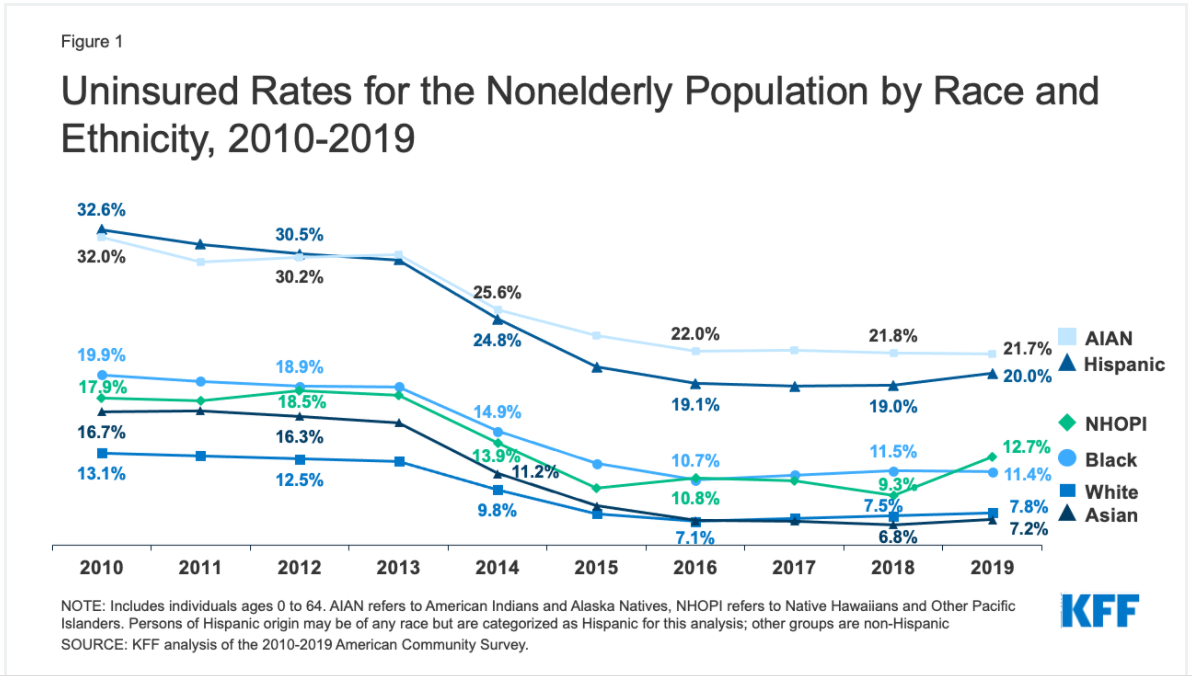 Figure 1
Uninsured Rates for the Nonelderly Population by Race and
Ethnicity, 2010-2019
32.6%
30.5%
32.0%
30.2%
25.6%
24.8%
22.0%
21.8%
21.7%
AIAN
Hispanic
20.0%
19.1%
19.0%
19.9%
18.9%
17.9%
18.5%
16.7%
16.3%
14.9%
13.9%
11.2%
13.1%
12.5%
9.8%
10.7%
10.8%
11.5%
9.3%
7.5%
7.1%
6.8%
12.7%
11.4%
7.8%
7.2%
NHOPI
Black
White
Asian
2010 2011 2012 2013 2014 2015 2016 2017 2018 2019
NOTE: Includes individuals ages 0 to 64. AIAN refers to American Indians and Alaska Natives, NHOPI refers to Native Hawaiians and Other Pacific
Islanders. Persons of Hispanic origin may be of any race but are categorized as Hispanic for this analysis; other groups are non-Hispanic
SOURCE: KFF analysis of the 2010-2019 American Community Survey.
KFF